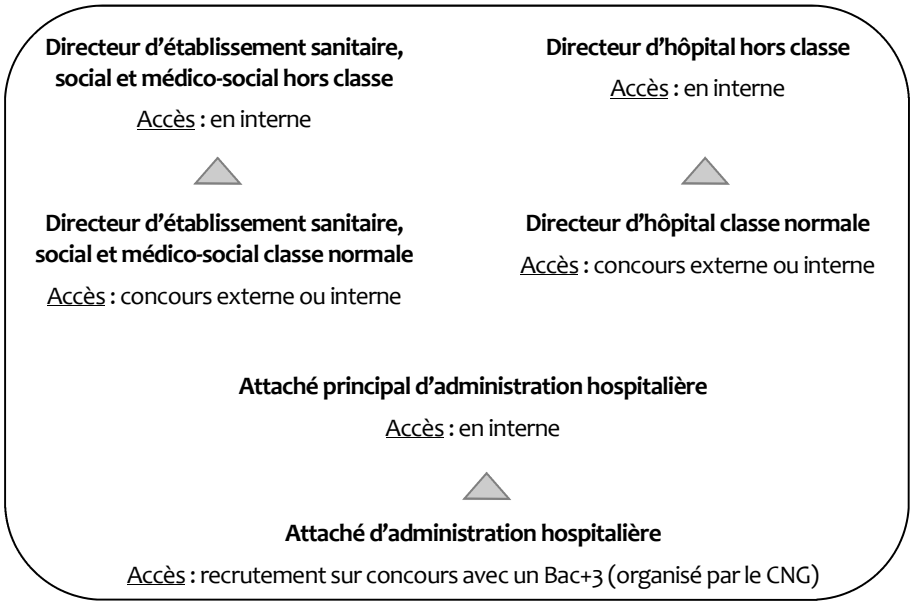 Directeur d’établissement sanitaire,
social et médico-social hors classe
Accès : en interne
Directeur d’hôpital hors classe
Accès : en interne
Directeur d’établissement sanitaire,
social et médico-social classe normale
Accès : concours externe ou interne
Directeur d’hôpital classe normale
Accès : concours externe ou interne
Attaché principal d’administration hospitalière
Accès : en interne
Attaché d’administration hospitalière
Accès : recrutement sur concours avec un Bac+3 (organisé par le CNG)